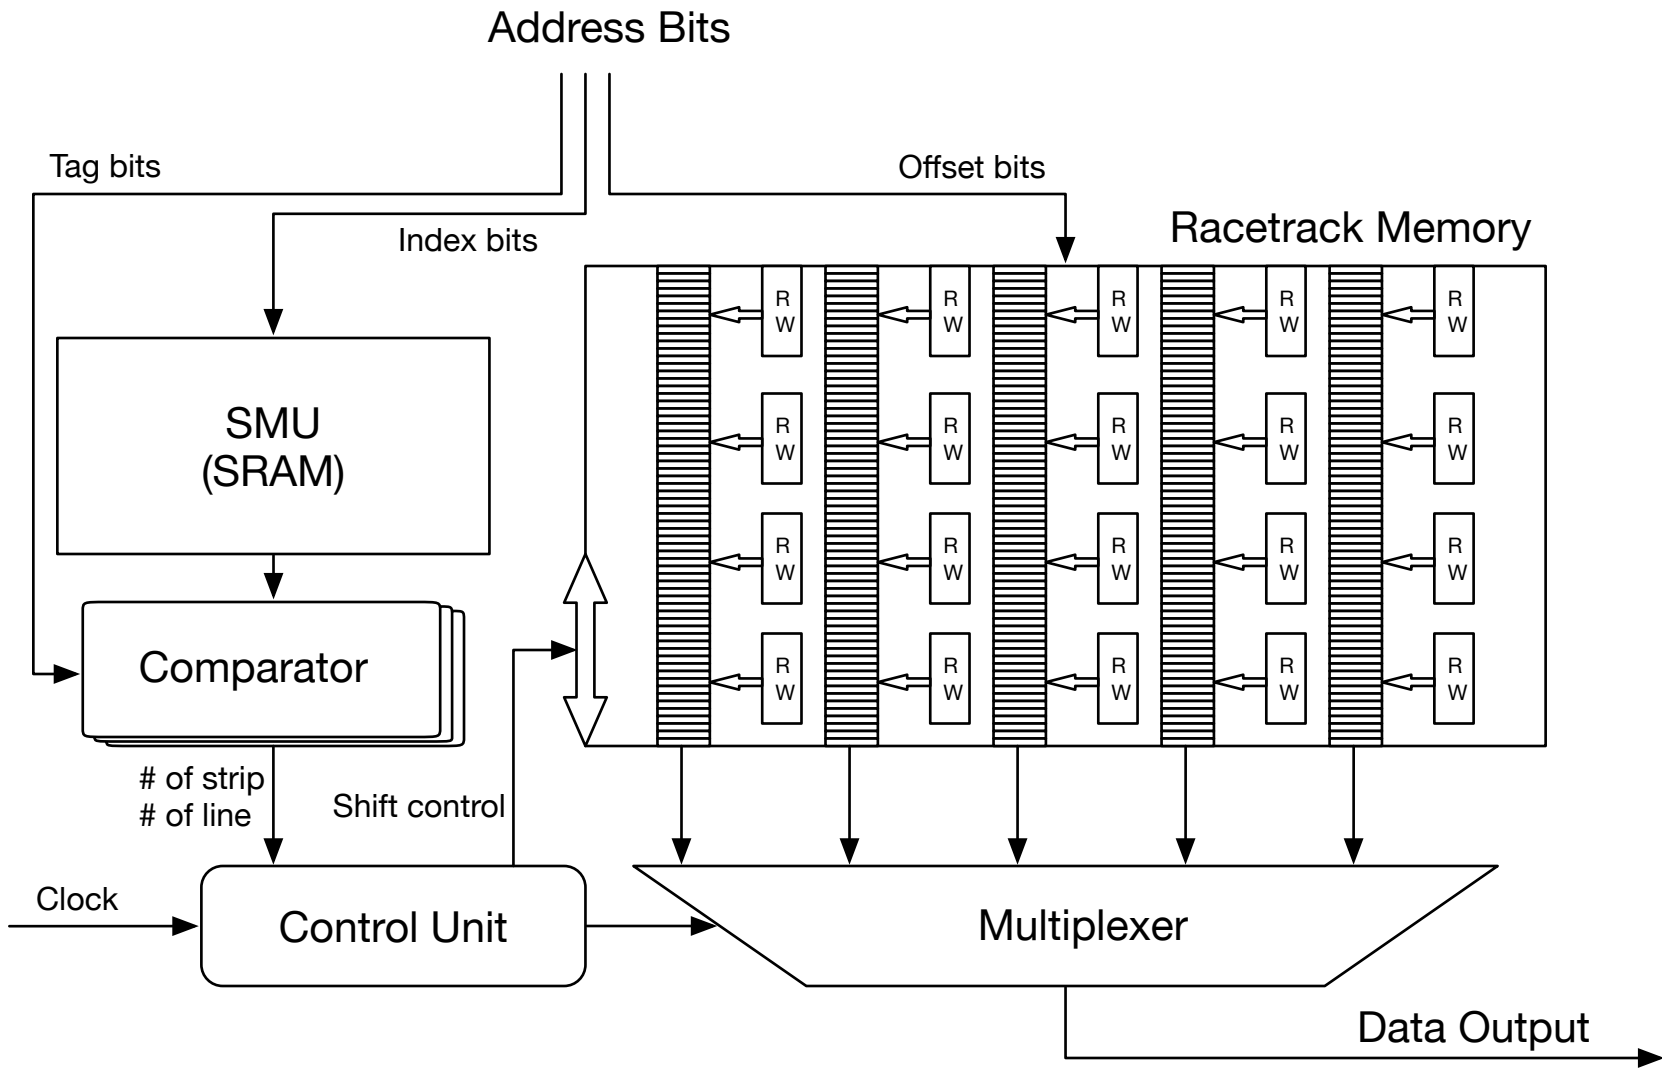 Address Bits
Tag bits
Offset bits
Index bits
Racetrack Memory
R R R R R
W W W W W
SMU
(SRAM)
R R R R R
W W W W W
R R R R R
W W W W W
Comparator
R R R R R
W W W W W
# of strip
# of line
Shift control
Clock
Control Unit
Multiplexer
Data Output